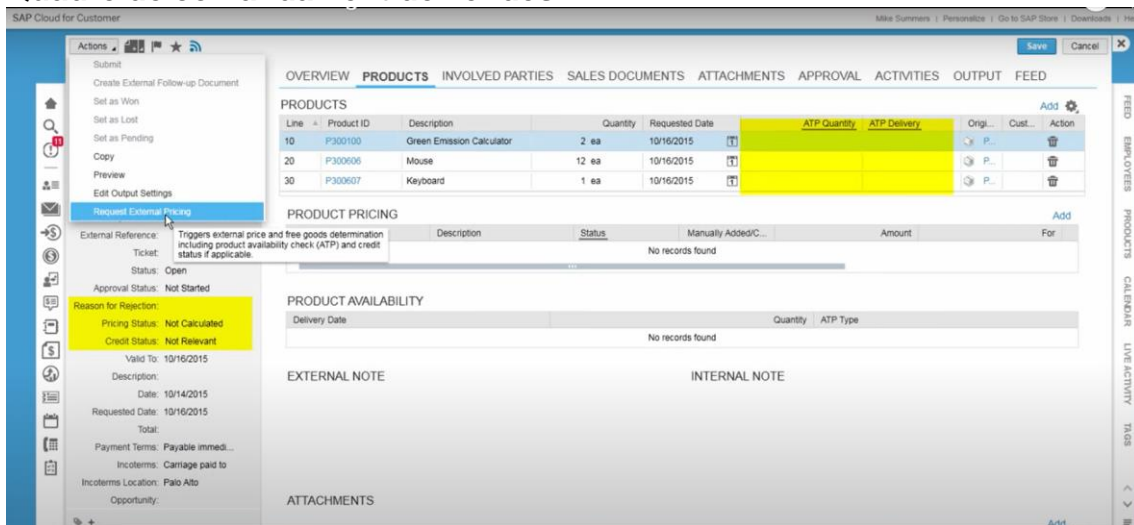 SAP Cloud for Customer
Mike Summers | Personalize | Go to SAP Store | Downloads | He
Actions
Save Cancel
Submit
Create External Follow-up Document
Set as Won
Set as Lost
Set as Pending
Copy
Preview
Edit Output Settings
Request External Pricing
Triggers external price and free goods determination
including product availability check (ATP) and credit
status if applicable.
External Reference:
Ticket:
Status: Open
Approval Status: Not Started
Reason for Rejection:
Pricing Status: Not Calculated
Credit Status: Not Relevant
Valid To: 10/16/2015
Description:
Date: 10/14/2015
Requested Date: 10/16/2015
Total:
Payment Terms: Payable immedi...
Incoterms: Carriage paid to
Incoterms Location: Palo Alto
Opportunity:
OVERVIEW PRODUCTS INVOLVED PARTIES SALES DOCUMENTS ATTACHMENTS APPROVAL ACTIVITIES OUTPUT FEED
PRODUCTS
Add
Line Product ID Description Quantity Requested Date ATP Quantity ATP Delivery Origi... Cust... Action
10 P300100 Green Emission Calculator 2 ea 10/16/2015 P...
20 P300606 Mouse 12 ea 10/16/2015 P...
30 P300607 Keyboard 1 ea 10/16/2015 P...
PRODUCT PRICING
Add
Description Status Manually Added/C... Amount For
No records found
PRODUCT AVAILABILITY
Delivery Date Quantity ATP Type
No records found
EXTERNAL NOTE
INTERNAL NOTE
ATTACHMENTS
Add
FEED
EMPLOYEES
PRODUCTS
CALENDAR
LIVE ACTIVITY
TAGS